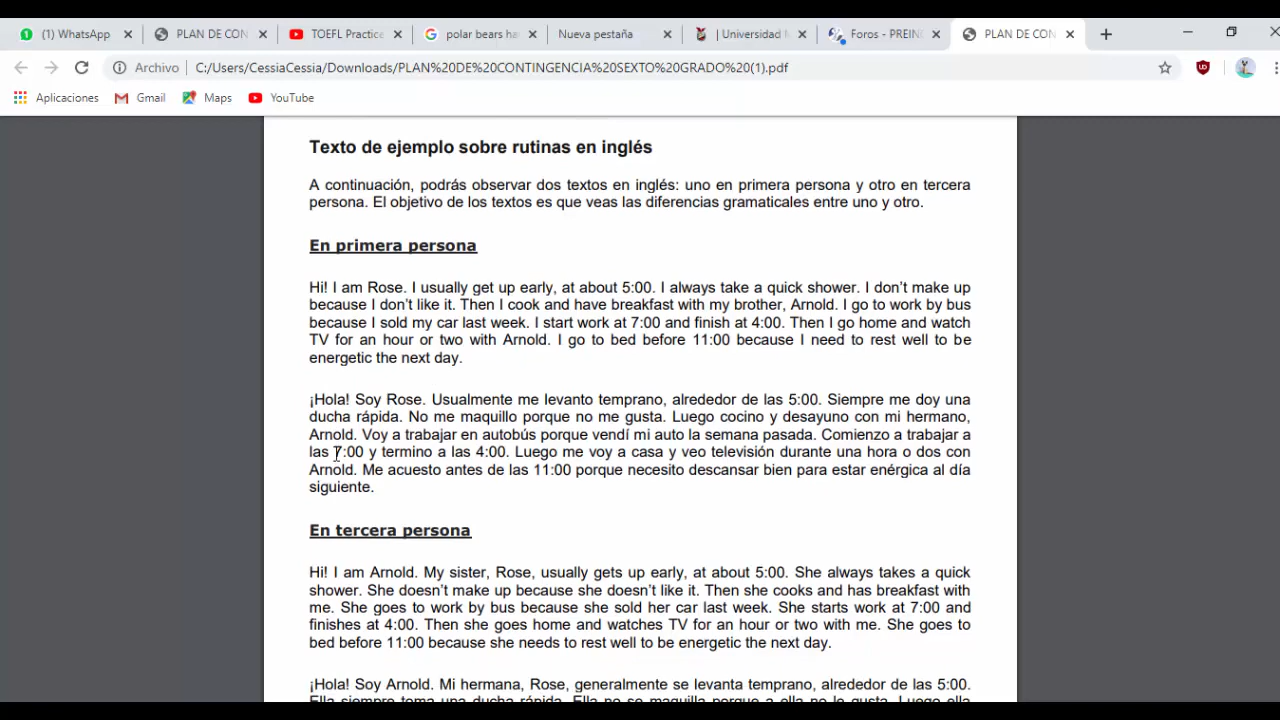 (1) WhatsApp
PLAN DE CON
TOEFL Practice
polar bears ha
Nueva pestaña
| Universidad
Foros - PREIN
PLAN DE CON
Archivo
C:/Users/CessiaCessia/Downloads/PLAN%20DE%20CONTINGENCIA%20SEXTO%20GRADO%20(1).pdf
Aplicaciones
Gmail
Maps
YouTube
Texto de ejemplo sobre rutinas en inglés
A continuación, podrás observar dos textos en inglés: uno en primera persona y otro en tercera
persona. El objetivo de los textos es que veas las diferencias gramaticales entre uno y otro.
En primera persona
Hi! I am Rose. I usually get up early, at about 5:00. I always take a quick shower. I don’t make up
because I don’t like it. Then I cook and have breakfast with my brother, Arnold. I go to work by bus
because I sold my car last week. I start work at 7:00 and finish at 4:00. Then I go home and watch
TV for an hour or two with Arnold. I go to bed before 11:00 because I need to rest well to be
energetic the next day.
¡Hola! Soy Rose. Usualmente me levanto temprano, alrededor de las 5:00. Siempre me doy una
ducha rápida. No me maquillo porque no me gusta. Luego cocino y desayuno con mi hermano,
Arnold. Voy a trabajar en autobús porque vendí mi auto la semana pasada. Comienzo a trabajar a
las 7:00 y termino a las 4:00. Luego me voy a casa y veo televisión durante una hora o dos con
Arnold. Me acuesto antes de las 11:00 porque necesito descansar bien para estar enérgica al día
siguiente.
En tercera persona
Hi! I am Arnold. My sister, Rose, usually gets up early, at about 5:00. She always takes a quick
shower. She doesn’t make up because she doesn’t like it. Then she cooks and has breakfast with
me. She goes to work by bus because she sold her car last week. She starts work at 7:00 and
finishes at 4:00. Then she goes home and watches TV for an hour or two with me. She goes to
bed before 11:00 because she needs to rest well to be energetic the next day.
¡Hola! Soy Arnold. Mi hermana, Rose, generalmente se levanta temprano, alrededor de las 5:00.
Ella siempre toma una ducha rápida. Ella no se maquilla porque a ella no le gusta. Luego ella